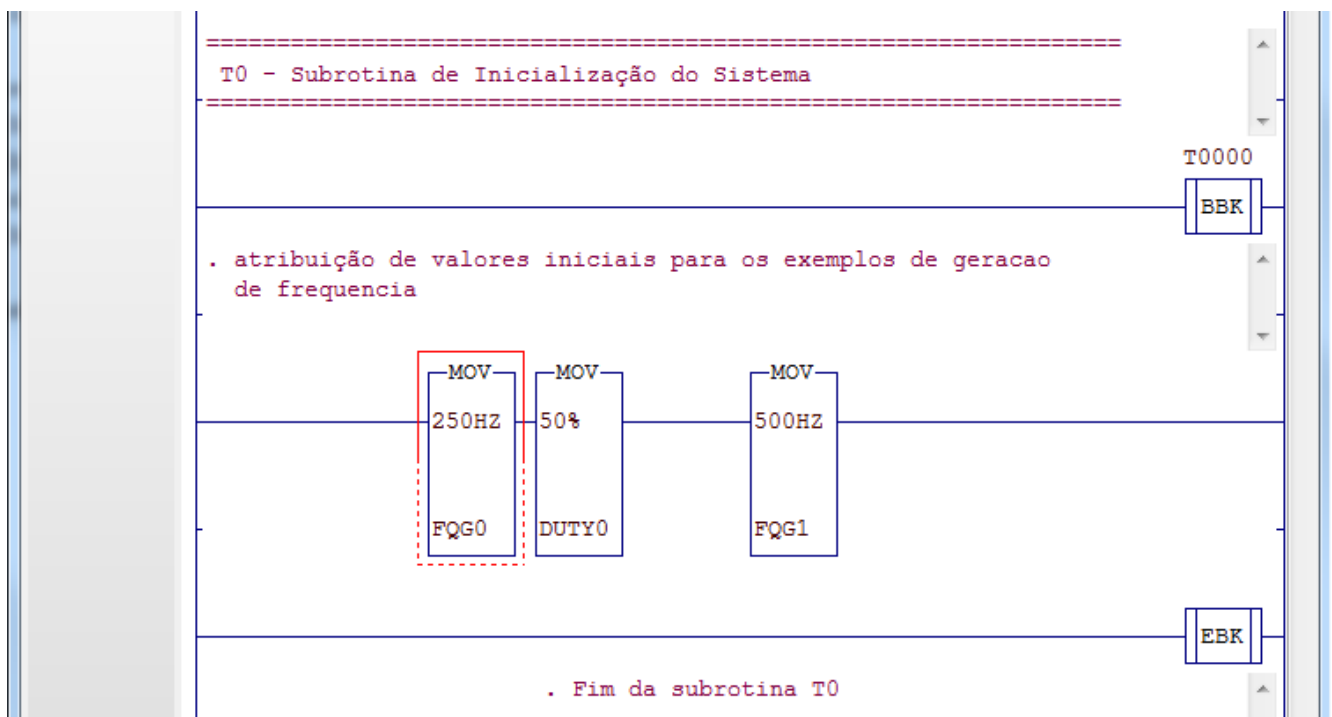 ==================================================================
T0 - Subrotina de Inicialização do Sistema
==================================================================
T0000
BBK
. atribuição de valores iniciais para os exemplos de geracao
de frequencia
MOV MOV MOV
250HZ 50% 500HZ
FQG0 DUTY0 FQG1
EBK
. Fim da subrotina T0